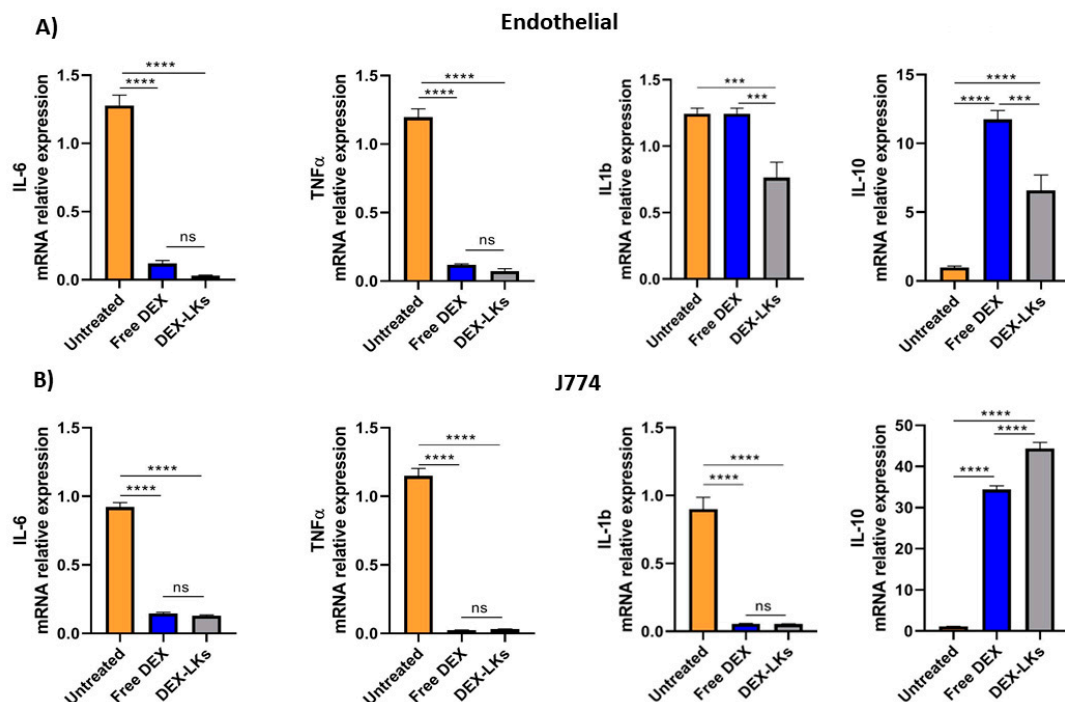 A)
Endothelial
IL-6
mRNA relative expression
1.5
1.0
0.5
0.0
****
****
ns
Untreated
Free DEX
DEX-LKs
TNFα
mRNA relative expression
1.5
1.0
0.5
0.0
****
****
ns
Untreated
Free DEX
DEX-LKs
IL1b
mRNA relative expression
1.5
1.0
0.5
0.0
***
***
Untreated
Free DEX
DEX-LKs
IL-10
mRNA relative expression
15
10
5
0
****
**** ***
Untreated
Free DEX
DEX-LKs
B)
J774
IL-6
mRNA relative expression
1.5
1.0
0.5
0.0
****
****
ns
Untreated
Free DEX
DEX-LKs
TNFα
mRNA relative expression
1.5
1.0
0.5
0.0
****
****
ns
Untreated
Free DEX
DEX-LKs
IL-1b
mRNA relative expression
1.5
1.0
0.5
0.0
****
****
ns
Untreated
Free DEX
DEX-LKs
IL-10
mRNA relative expression
50
40
30
20
10
0
****
****
****
Untreated
Free DEX
DEX-LKs